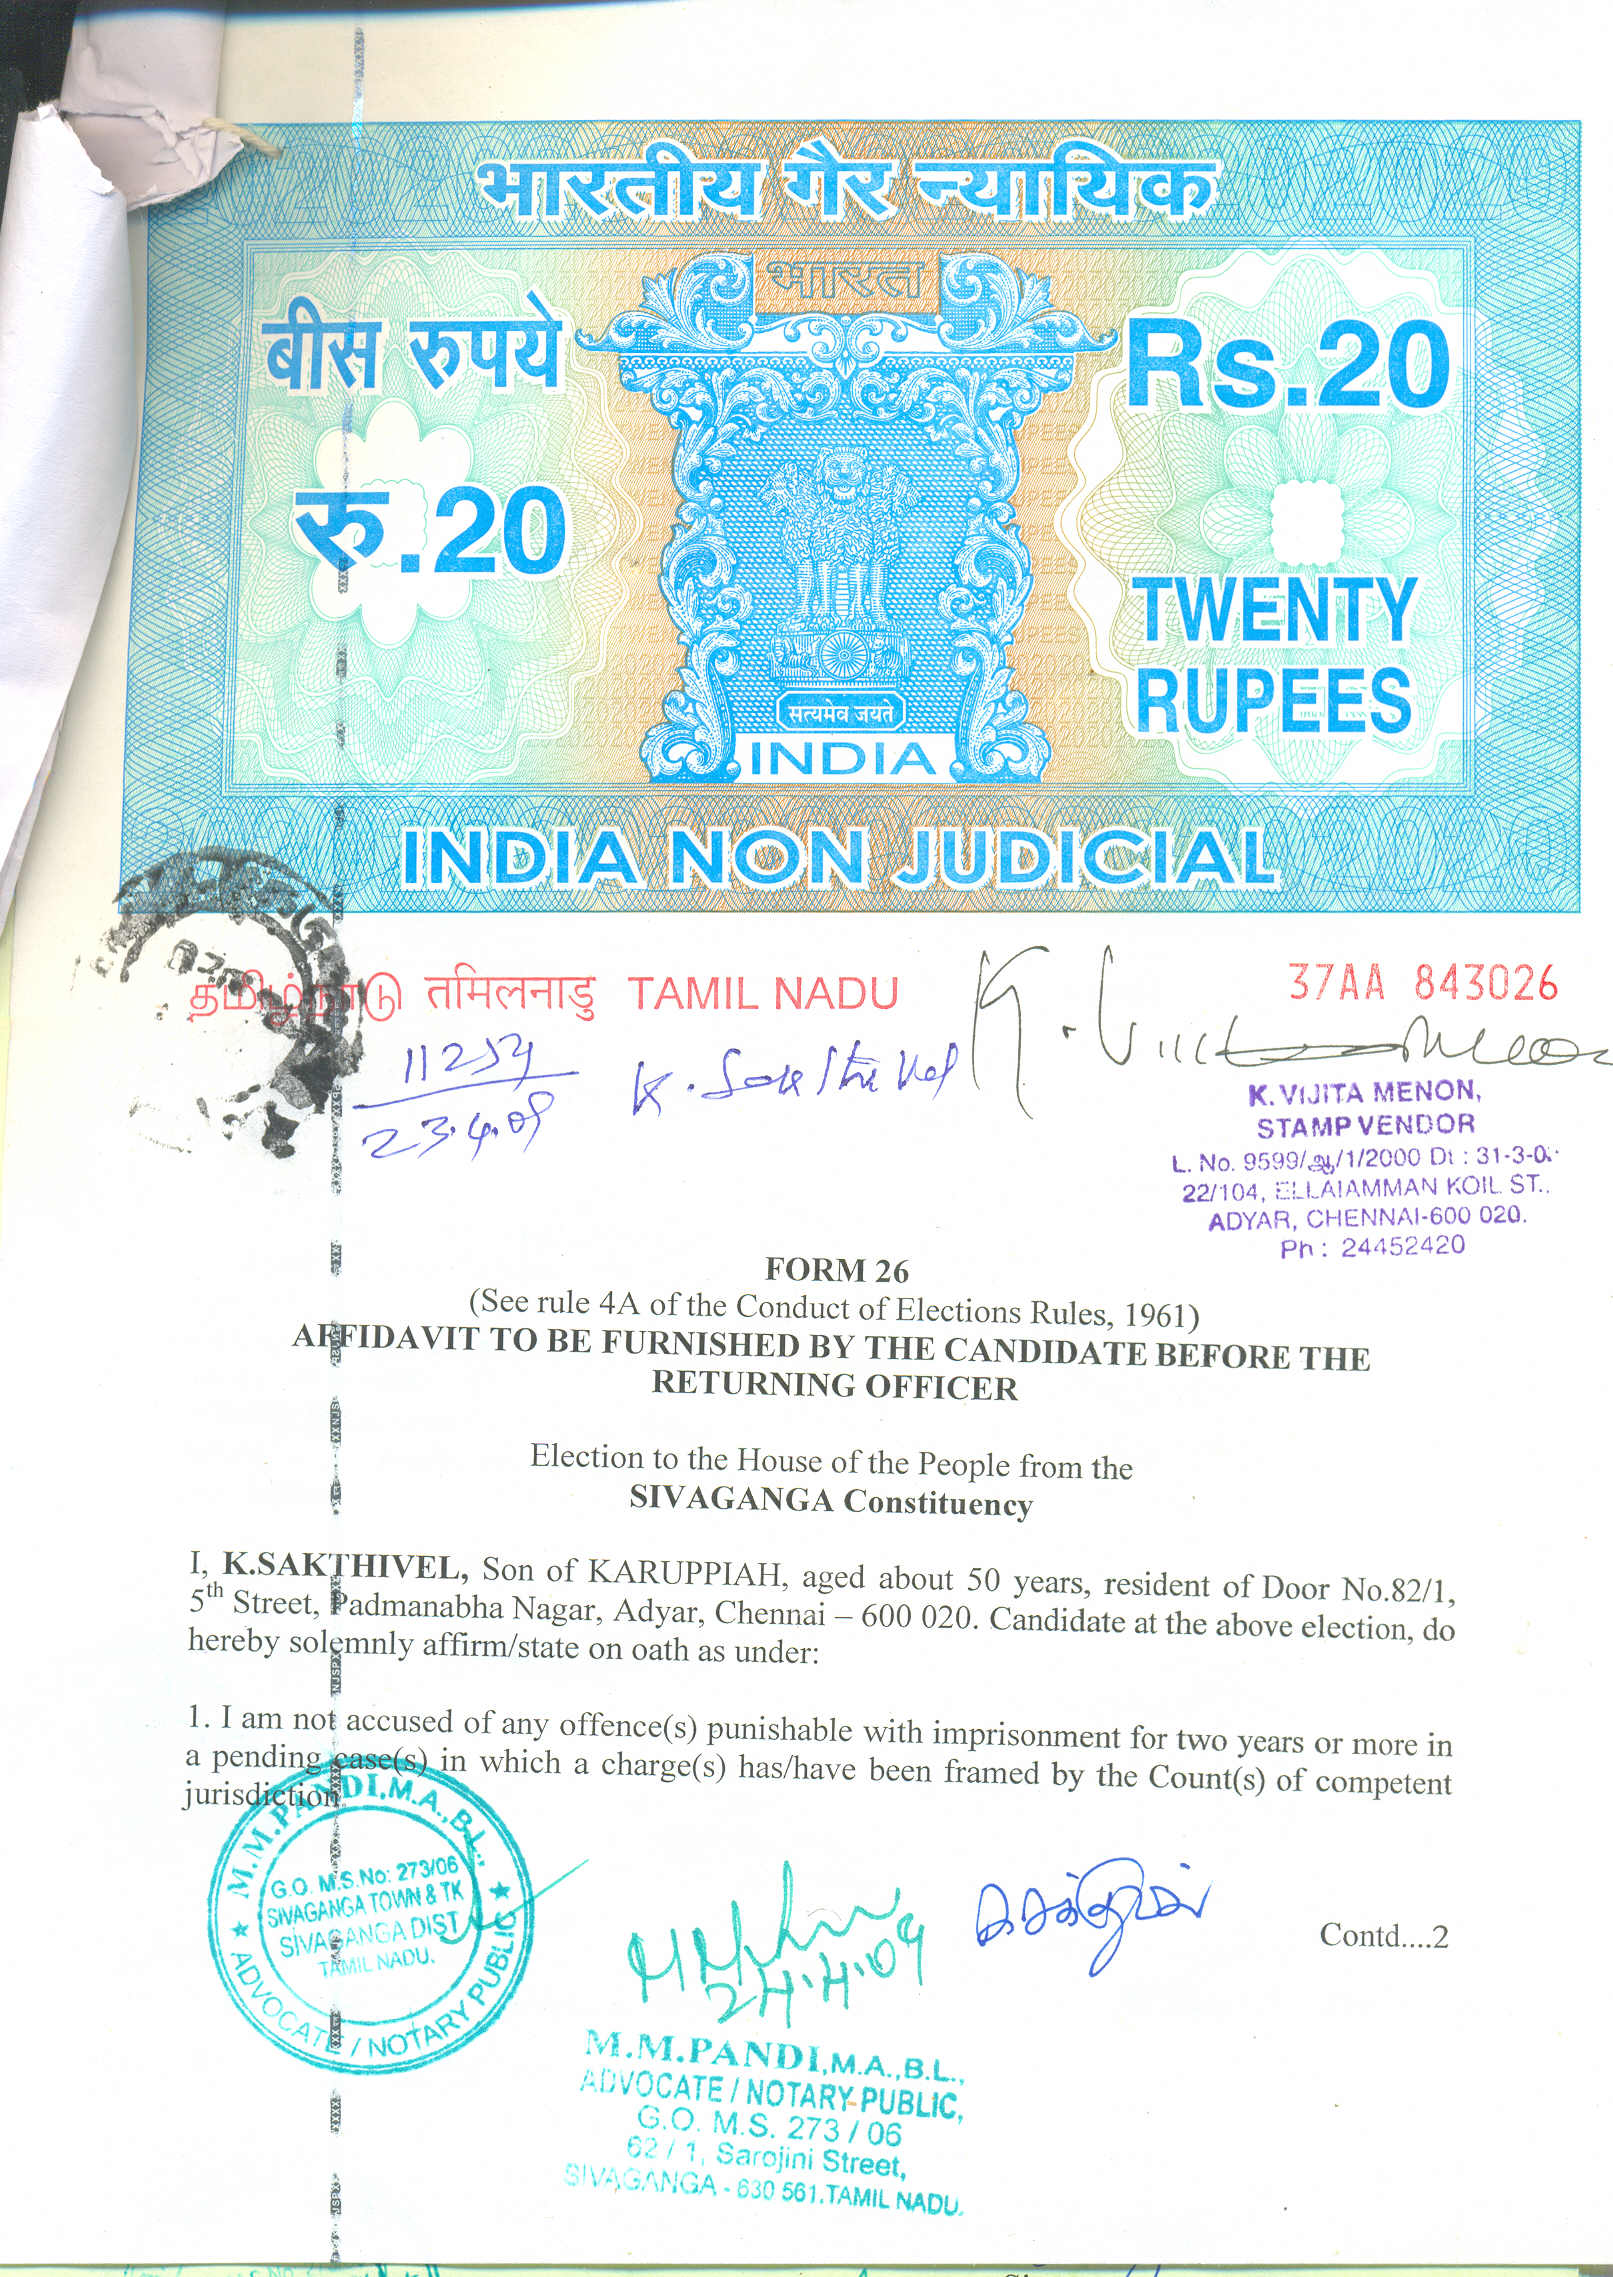 भारतीय गैर न्यायिक
भारत
बीस रुपये
Rs.20
रु.20
TWENTY
RUPEES
सत्यमेव जयते
INDIA
INDIA NON JUDICIAL
தமிழ்நாடு तमिलनाडु TAMIL NADU
37AA 843026
11254
23.4.09
K. Sakthivel
K. VIJITA MENON,
STAMP VENDOR
L. No. 9599/ஆ/1/2000 Dt : 31-3-0
22/104, ELLAIAMMAN KOIL ST.,
ADYAR, CHENNAI-600 020.
Ph : 24452420
FORM 26
(See rule 4A of the Conduct of Elections Rules, 1961)
AFFIDAVIT TO BE FURNISHED BY THE CANDIDATE BEFORE THE
RETURNING OFFICER
Election to the House of the People from the
SIVAGANGA Constituency
I, K.SAKTHIVEL, Son of KARUPPIAH, aged about 50 years, resident of Door No.82/1,
5th Street, Padmanabha Nagar, Adyar, Chennai – 600 020. Candidate at the above election, do
hereby solemnly affirm/state on oath as under:
1. I am not accused of any offence(s) punishable with imprisonment for two years or more in
a pending case(s) in which a charge(s) has/have been framed by the Count(s) of competent
jurisdiction
M.M.PANDI,M.A.,B.L.,
G.O. M.S.No: 273/06
SIVAGANGA TOWN & TK
SIVAGANGA DIST
TAMIL NADU.
ADVOCATE / NOTARY PUBLIC
24.4.09
Contd....2
M.M.PANDI,M.A.,B.L.,
ADVOCATE / NOTARY PUBLIC,
G.O. M.S. 273 / 06
62 / 1, Sarojini Street,
SIVAGANGA - 630 561.TAMIL NADU.